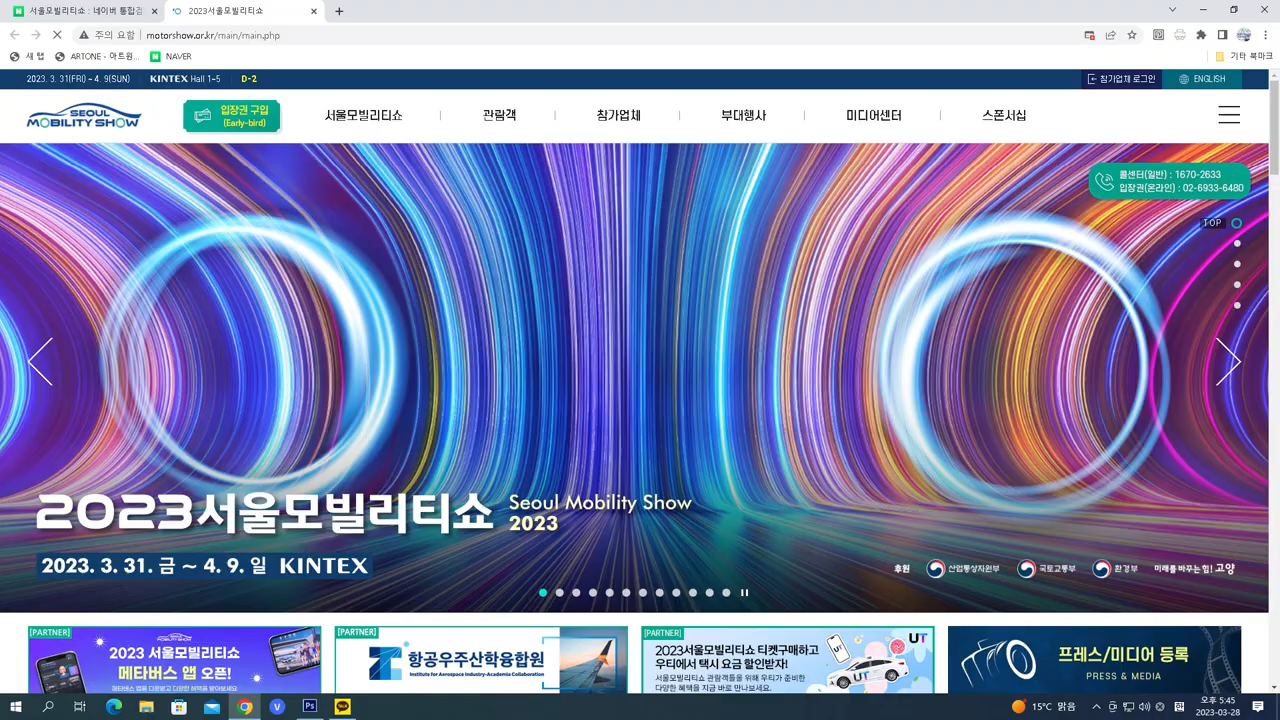 서울모빌리티쇼 : 네이버 통합검
2023서울모빌리티쇼
주의 요함
motorshow.or.kr/main/main.php
새 탭
ARTONE - 아트원...
NAVER
기타 북마크
2023. 3. 31(FRI) ~ 4. 9(SUN)
KINTEX Hall 1~5
D-2
참가업체 로그인
ENGLISH
SEOUL
MOBILITY SHOW
입장권 구입
(Early-bird)
서울모빌리티쇼
관람객
참가업체
부대행사
미디어센터
스폰서십
콜센터(일반) : 1670-2633
입장권(온라인) : 02-6933-6480
TOP
2023서울모빌리티쇼
Seoul Mobility Show
2023
2023. 3. 31. 금 ~ 4. 9. 일 KINTEX
후원
산업통상자원부
국토교통부
환경부
미래를 바꾸는 힘! 고양
[PARTNER]
MOBILITY SHOW
2023 서울모빌리티쇼
메타버스 앱 오픈!
[PARTNER]
항공우주산학융합원
Institute for Aerospace Industry-Academia Collaboration
[PARTNER]
UT
2023서울모빌리티쇼 티켓구매하고
우티에서 택시 요금 할인받자!
서울모빌리티쇼 관람객들을 위해 우티가 준비한
다양한 혜택을 지금 바로 만나보세요.
UT
프레스/미디어 등록
PRESS & MEDIA
15°C 맑음
오후 5:45
2023-03-28